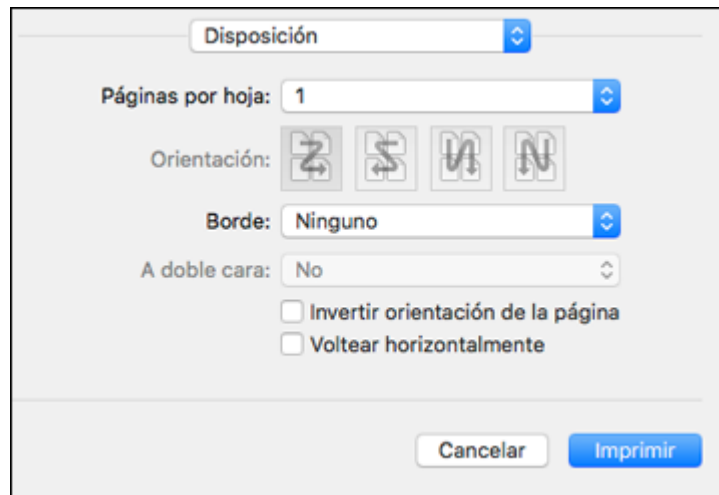 Disposición
Páginas por hoja: 1
Orientación:
Borde: Ninguno
A doble cara: No
Invertir orientación de la página
Voltear horizontalmente
Cancelar Imprimir